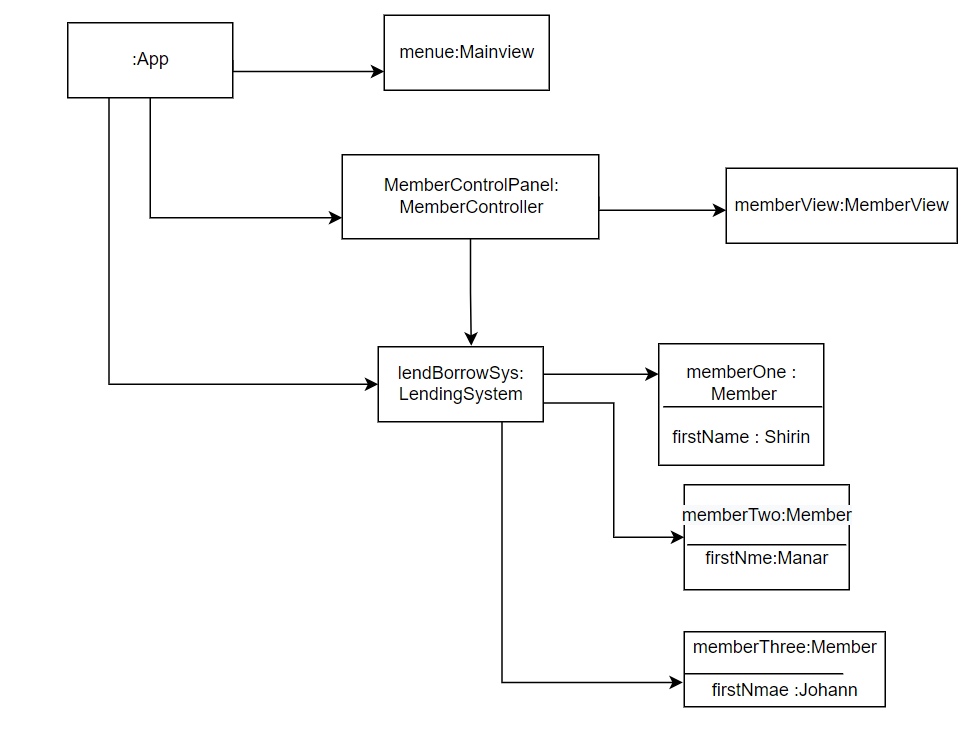 :App
menue:Mainview
MemberControlPanel:
MemberController
memberView:MemberView
lendBorrowSys:
LendingSystem
memberOne :
Member
firstName : Shirin
memberTwo:Member
firstNme:Manar
memberThree:Member
firstNmae :Johann